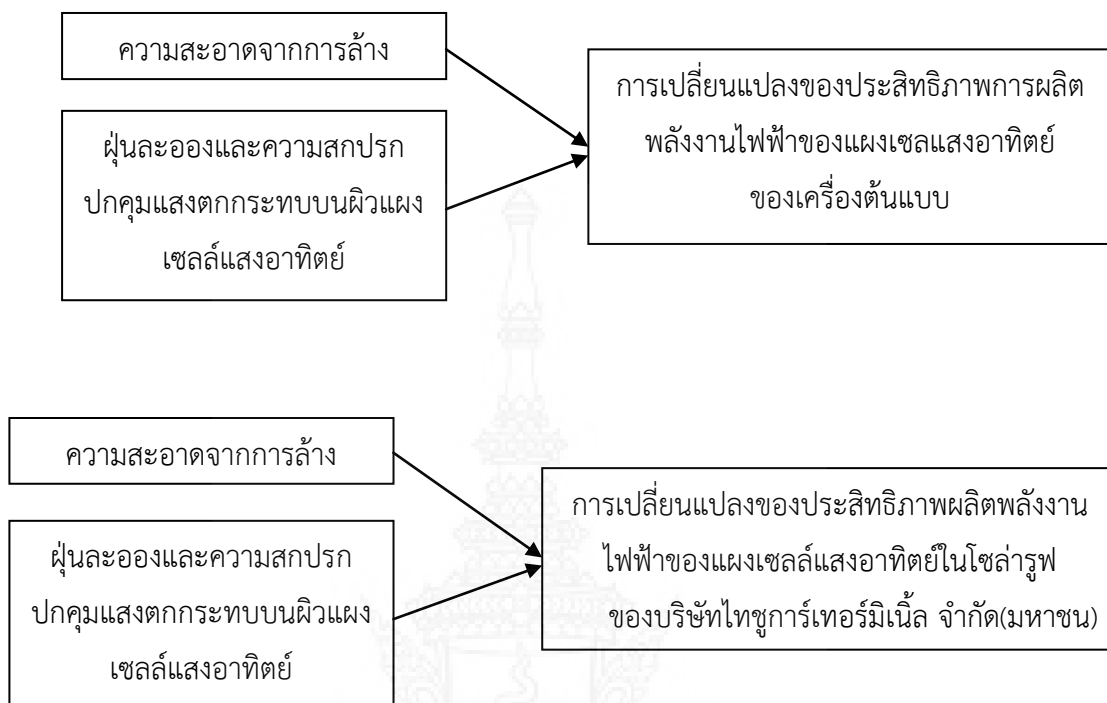 ความสะอาดจากการล้าง
ฝุ่นละอองและความสกปรก
ปกคุมแสงตกกระทบบนผิวแผง
เซลล์แสงอาทิตย์
การเปลี่ยนแปลงของประสิทธิภาพการผลิต
พลังงานไฟฟ้าของแผงเซลแสงอาทิตย์
ของเครื่องต้นแบบ
ความสะอาดจากการล้าง
ฝุ่นละอองและความสกปรก
ปกคุมแสงตกกระทบบนผิวแผง
เซลล์แสงอาทิตย์
การเปลี่ยนแปลงของประสิทธิภาพผลิตพลังงาน
ไฟฟ้าของแผงเซลล์แสงอาทิตย์ในโซล่ารูฟ
ของบริษัทไทชูการ์เทอร์มิเนิ้ล จำกัด(มหาชน)